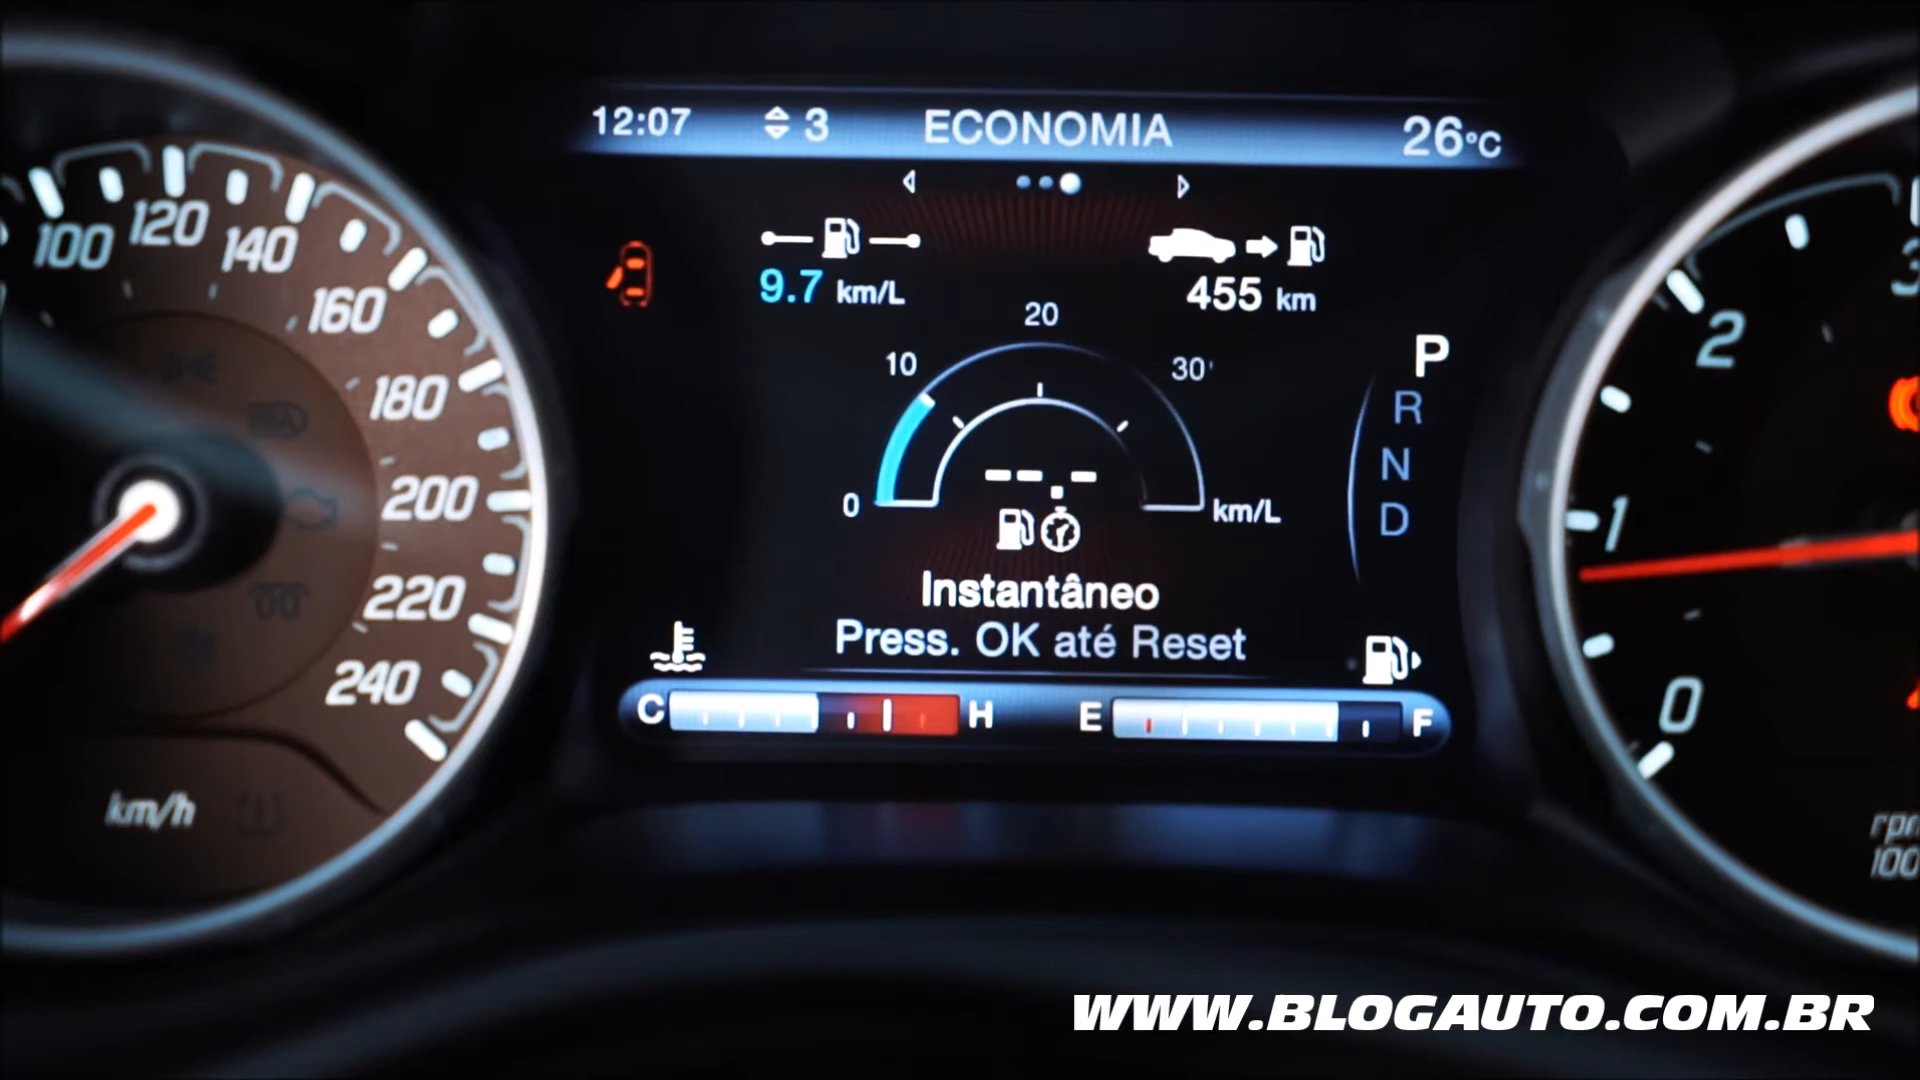 12:07 3 ECONOMIA 26°C
9.7 km/L
455 km
0 10 20 30 km/L
--.-
Instantâneo
Press. OK até Reset
P
R
N
D
C H E F
100 120 140 160 180 200 220 240
km/h
0 1 2 3
WWW.BLOGAUTO.COM.BR